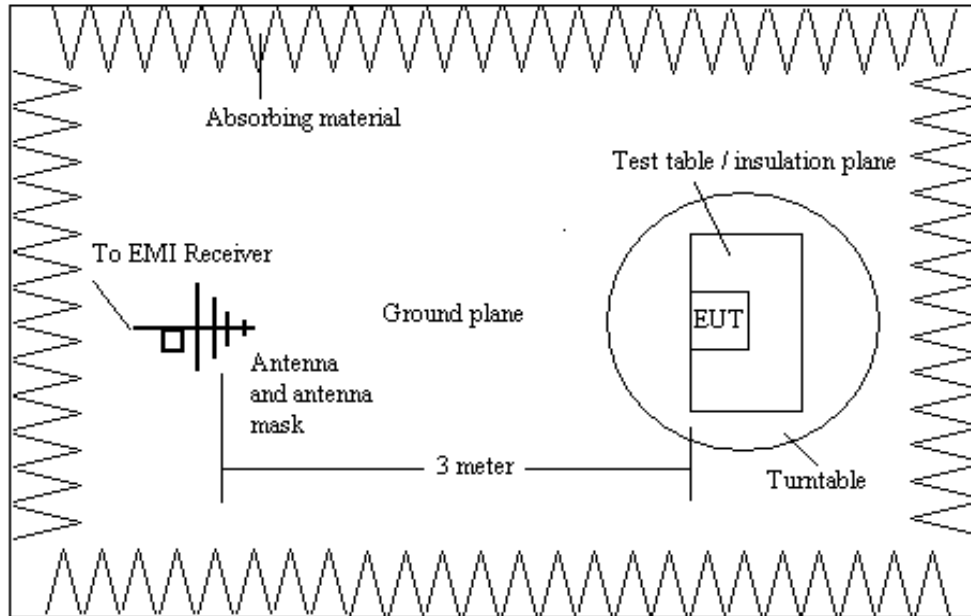 Absorbing material
Test table / insulation plane
To EMI Receiver
Ground plane
EUT
Antenna
and antenna
mask
3 meter
Turntable